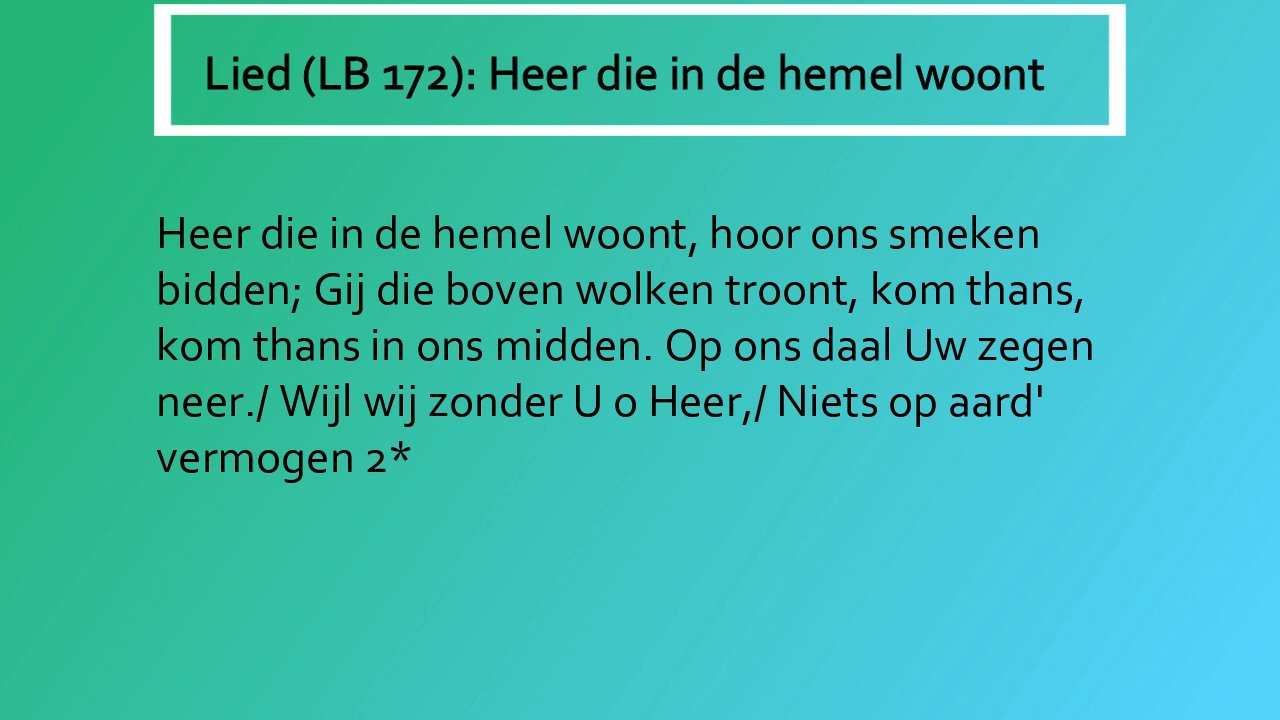 Lied (LB 172): Heer die in de hemel woont
Heer die in de hemel woont, hoor ons smeken
bidden; Gij die boven wolken troont, kom thans,
kom thans in ons midden. Op ons daal Uw zegen
neer./ Wijl wij zonder U o Heer,/ Niets op aard'
vermogen 2*